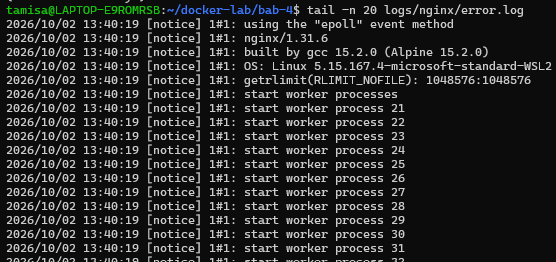 tamisa@LAPTOP-E9ROMRSB:~/docker-lab/bab-4$ tail -n 20 logs/nginx/error.log
2026/10/02 13:40:19 [notice] 1#1: using the "epoll" event method
2026/10/02 13:40:19 [notice] 1#1: nginx/1.31.6
2026/10/02 13:40:19 [notice] 1#1: built by gcc 15.2.0 (Alpine 15.2.0)
2026/10/02 13:40:19 [notice] 1#1: OS: Linux 5.15.167.4-microsoft-standard-WSL2
2026/10/02 13:40:19 [notice] 1#1: getrlimit(RLIMIT_NOFILE): 1048576:1048576
2026/10/02 13:40:19 [notice] 1#1: start worker processes
2026/10/02 13:40:19 [notice] 1#1: start worker process 21
2026/10/02 13:40:19 [notice] 1#1: start worker process 22
2026/10/02 13:40:19 [notice] 1#1: start worker process 23
2026/10/02 13:40:19 [notice] 1#1: start worker process 24
2026/10/02 13:40:19 [notice] 1#1: start worker process 25
2026/10/02 13:40:19 [notice] 1#1: start worker process 26
2026/10/02 13:40:19 [notice] 1#1: start worker process 27
2026/10/02 13:40:19 [notice] 1#1: start worker process 28
2026/10/02 13:40:19 [notice] 1#1: start worker process 29
2026/10/02 13:40:19 [notice] 1#1: start worker process 30
2026/10/02 13:40:19 [notice] 1#1: start worker process 31